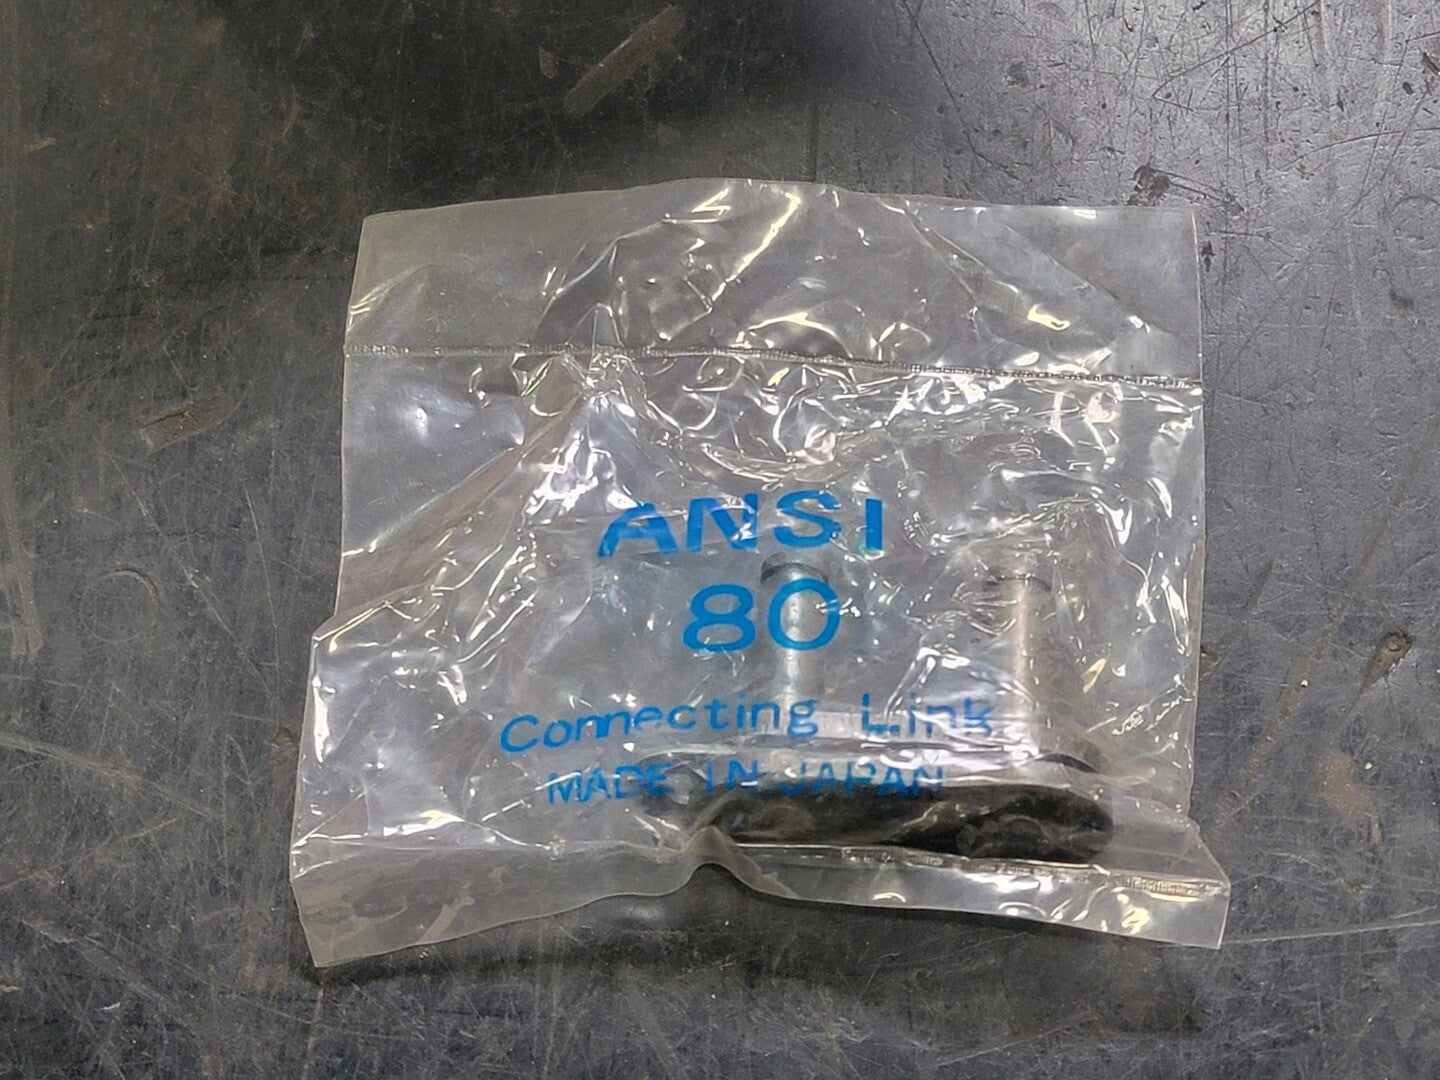 ANSI
80
Connecting Link
MADE IN JAPAN